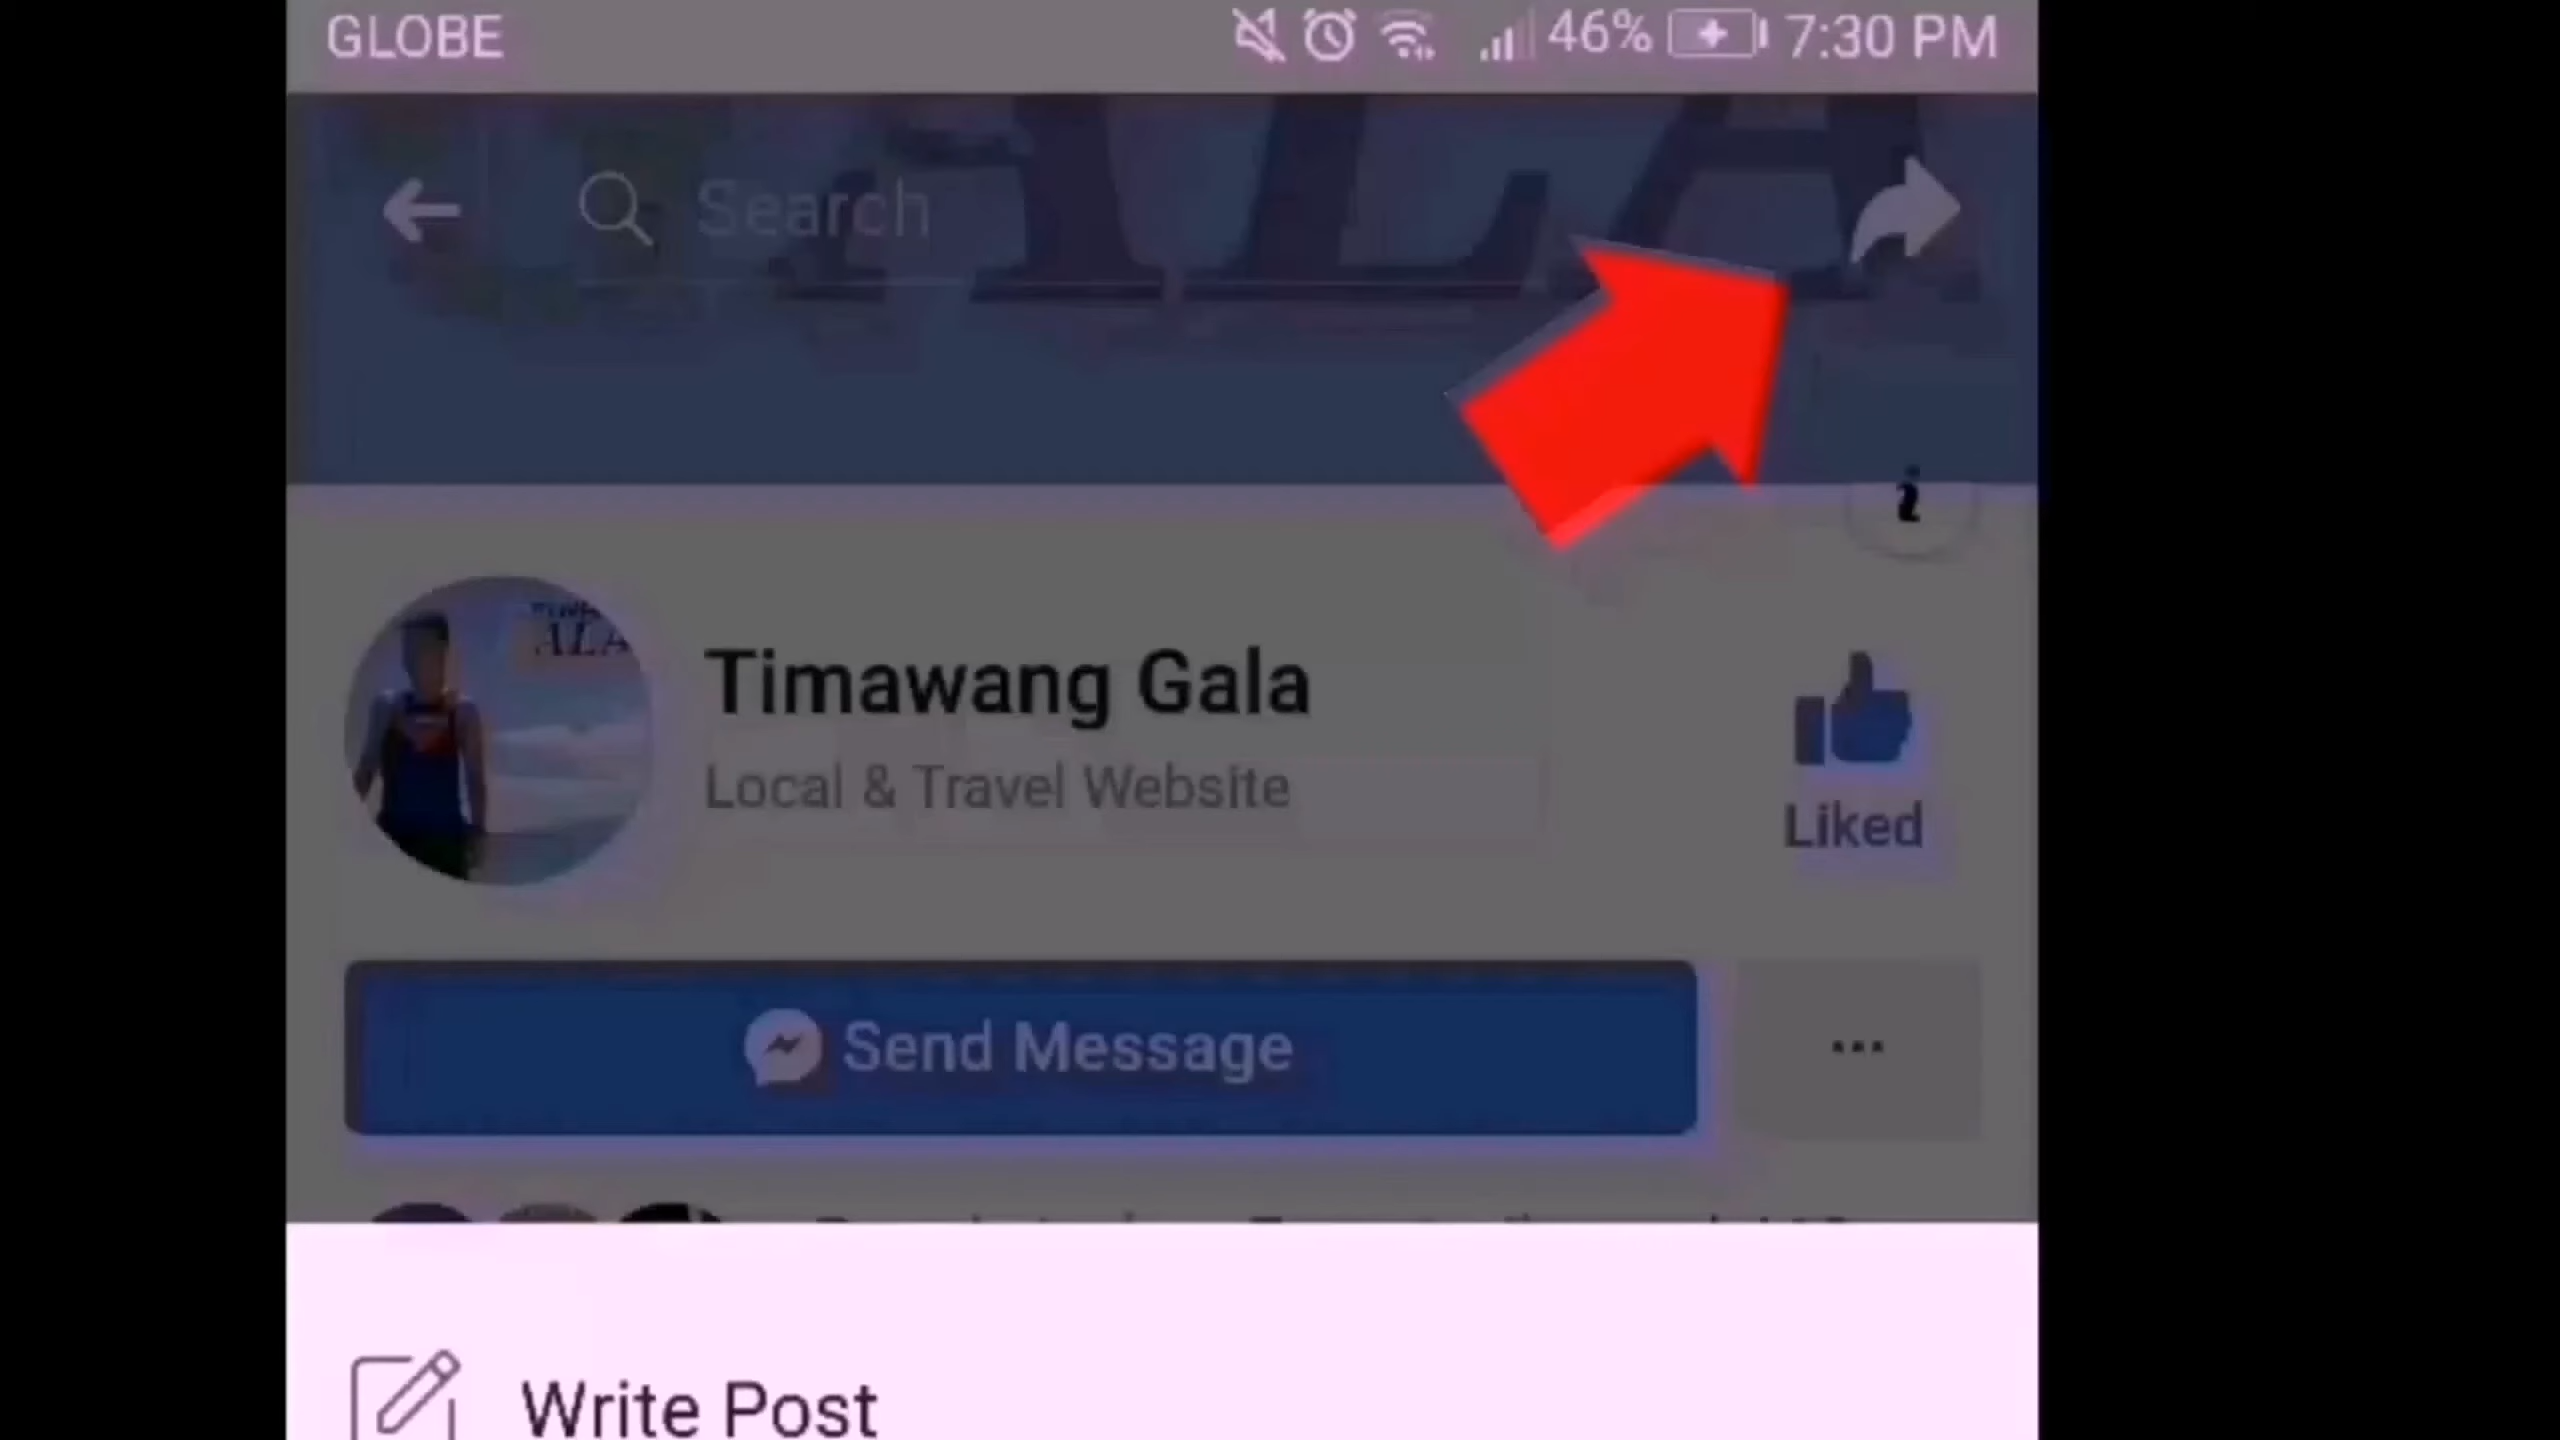 GLOBE 46% 7:30 PM
Search
Timawang Gala
Local & Travel Website
Liked
Send Message
...
Write Post